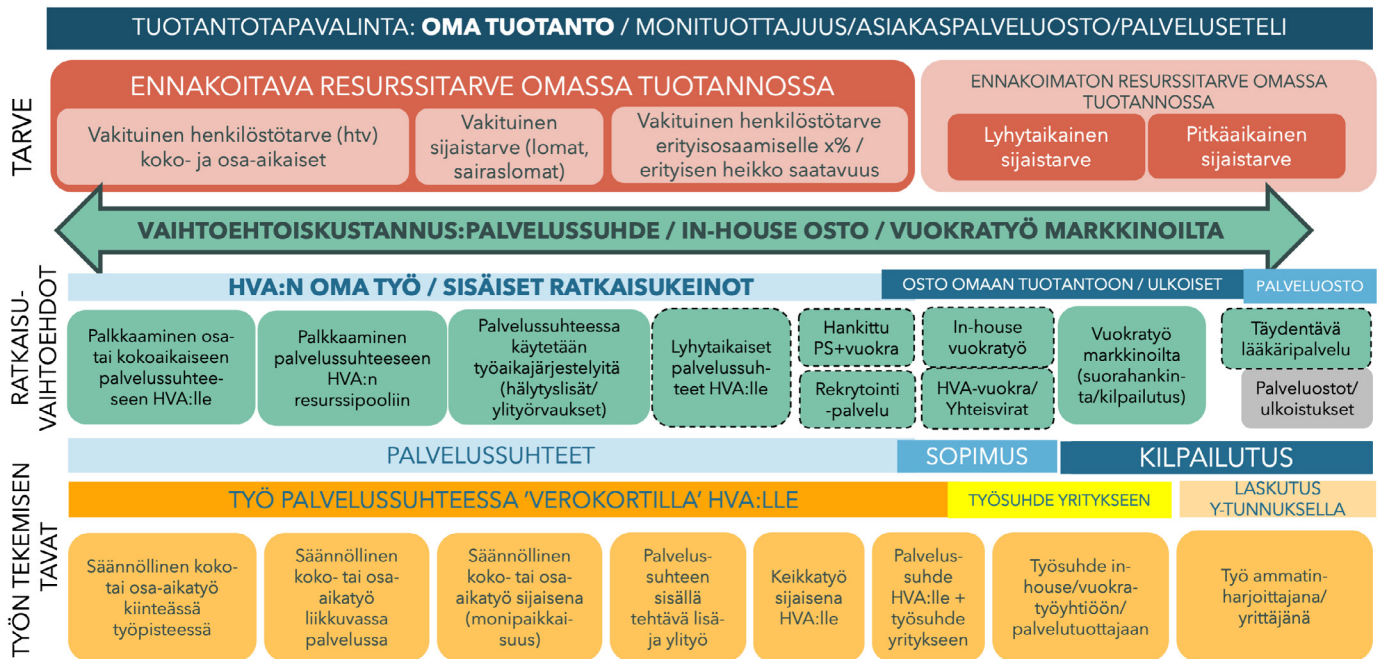 TUOTANTOTAPAVALINTA: OMA TUOTANTO / MONITUOTTAJUUS/ASIAKASPALVELUOSTO/PALVELUSETELI
TARVE
ENNAKOITAVA RESURSSITARVE OMASSA TUOTANNOSSA
Vakituinen henkilöstötarve (htv)
koko- ja osa-aikaiset
Vakituinen
sijaistarve (lomat,
sairaslomat)
Vakituinen henkilöstötarve
erityisosaamiselle x% /
erityisen heikko saatavuus
ENNAKOIMATON RESURSSITARVE OMASSA
TUOTANNOSSA
Lyhytaikainen
sijaistarve
Pitkäaikainen
sijaistarve
VAIHTOEHTOISKUSTANNUS:PALVELUSSUHDE / IN-HOUSE OSTO / VUOKRATYÖ MARKKINOILTA
RATKAISU-
VAIHTOEHDOT
HVA:N OMA TYÖ / SISÄISET RATKAISUKEINOT
OSTO OMAAN TUOTANTOON / ULKOISET
PALVELUOSTO
Palkkaaminen osa-
tai kokoaikaiseen
palvelussuhtee-
seen HVA:lle
Palkkaaminen
palvelussuhteeseen
HVA:n
resurssipooliin
Palvelussuhteessa
käytetään
työaikajärjestelyitä
(hälytyslisät/
ylityörvaukset)
Lyhytaikaiset
palvelussuh-
teet HVA:lle
Hankittu
PS+vuokra
Rekrytointi
-palvelu
In-house
vuokratyö
HVA-vuokra/
Yhteisvirat
Vuokratyö
markkinoilta
(suorahankin-
ta/kilpailutus)
Täydentävä
lääkäripalvelu
Palveluostot/
ulkoistukset
PALVELUSSUHTEET
SOPIMUS
KILPAILUTUS
TYÖN TEKEMISEN
TAVAT
TYÖ PALVELUSSUHTEESSA 'VEROKORTILLA' HVA:LLE
TYÖSUHDE YRITYKSEEN
LASKUTUS
Y-TUNNUKSELLA
Säännöllinen koko-
tai osa-aikatyö
kiinteässä
työpisteessä
Säännöllinen
koko- tai osa-
aikatyö
liikkuvassa
palvelussa
Säännöllinen
koko- tai osa-
aikatyö sijaisena
(monipaikkai-
suus)
Palvelus-
suhteen
sisällä
tehtävä lisä-
ja ylityö
Keikkatyö
sijaisena
HVA:lle
Palvelus-
suhde
HVA:lle +
työsuhde
yritykseen
Työsuhde in-
house/vuokra-
työyhtiöön/
palvelutuottajaan
Työ ammatin-
harjoittajana/
yrittäjänä